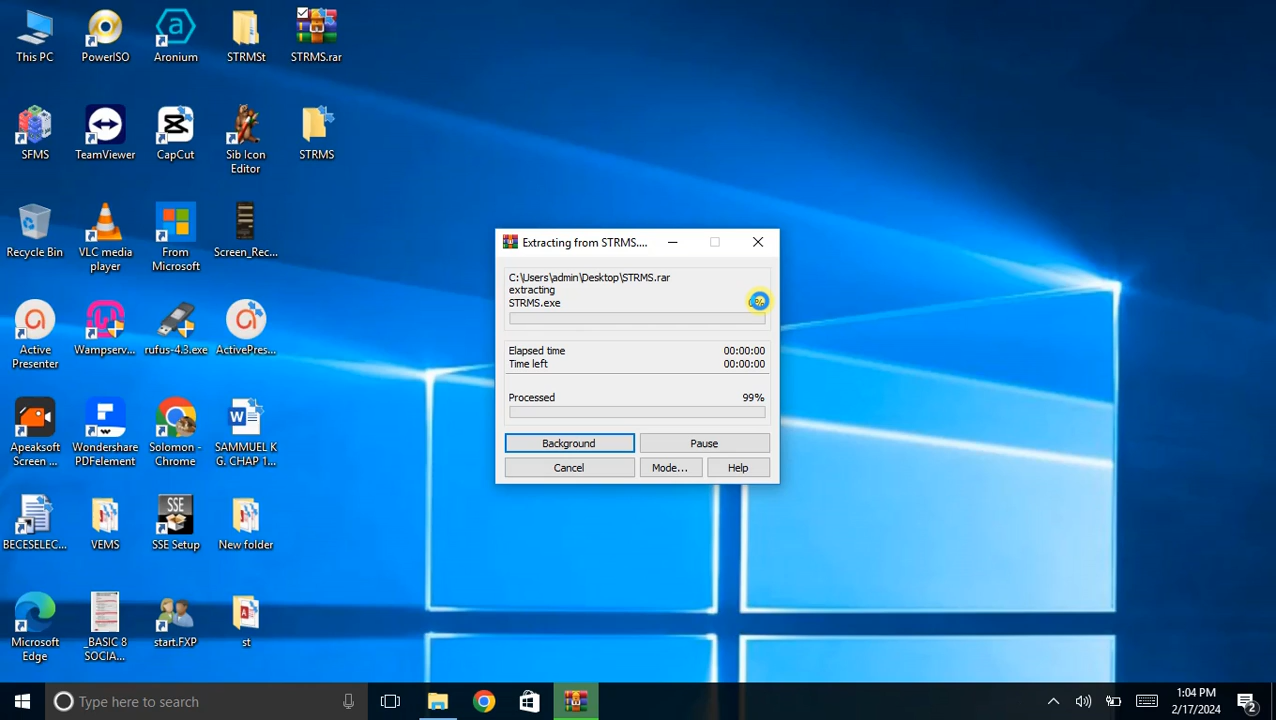 This PC
PowerISO
Aronium
STRMSt
STRMS.rar
SFMS
TeamViewer
CapCut
Sib Icon
Editor
STRMS
Recycle Bin
VLC media
player
From
Microsoft
Screen_Rec...
Active
Presenter
Wampserv...
rufus-4.3.exe
ActivePres...
Apeaksoft
Screen ...
Wondershare
PDFelement
Solomon -
Chrome
SAMMUEL K
G. CHAP 1...
BECESELEC...
VEMS
SSE Setup
New folder
Microsoft
Edge
_BASIC 8
SOCIA...
start.FXP
st
Extracting from STRMS....
C:\Users\admin\Desktop\STRMS.rar
extracting
STRMS.exe
Elapsed time 00:00:00
Time left 00:00:00
Processed 99%
Background
Pause
Cancel
Mode...
Help
Type here to search
1:04 PM
2/17/2024
2